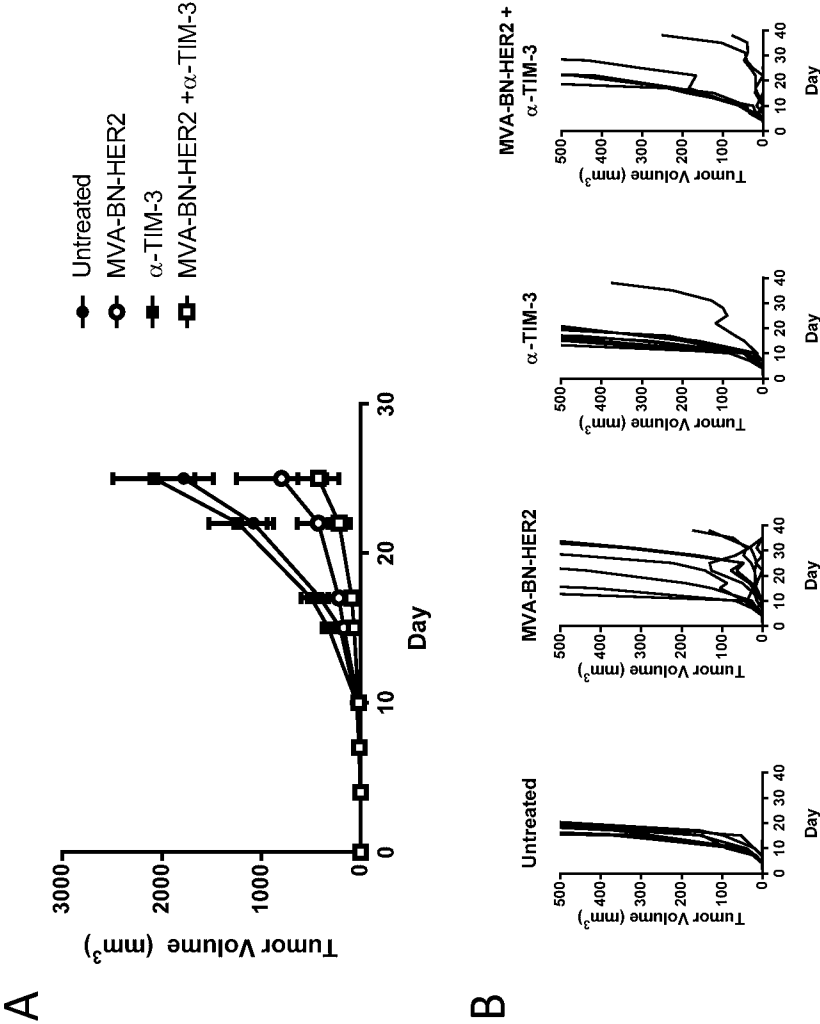 A
Untreated
MVA-BN-HER2
α-TIM-3
MVA-BN-HER2 +α-TIM-3
Tumor Volume (mm³)
3000
2000
1000
0
0 10 20 30
Day
B
Untreated
Tumor Volume (mm³)
500
400
300
200
100
0
0 10 20 30 40
Day
MVA-BN-HER2
Tumor Volume (mm³)
500
400
300
200
100
0
0 10 20 30 40
Day
α-TIM-3
Tumor Volume (mm³)
500
400
300
200
100
0
0 10 20 30 40
Day
MVA-BN-HER2 +
α-TIM-3
Tumor Volume (mm³)
500
400
300
200
100
0
0 10 20 30 40
Day